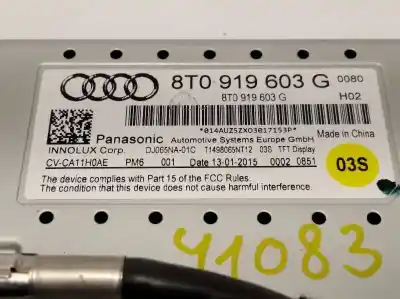 8T0 919 603 G 0080
8T0 919 603 G H02
*014AUZ5ZX03017153P*
Panasonic Automotive Systems Europe GmbH Made in China
INNOLUX Corp. DJ065NA-01C T11498065NT12 03S TFT Display
CV-CA11H0AE PM6 001 Date 13-01-2015 0002 0851
03S
The device complies with Part 15 of the FCC Rules.
The condition that this device does not cause harmful interference.
41083